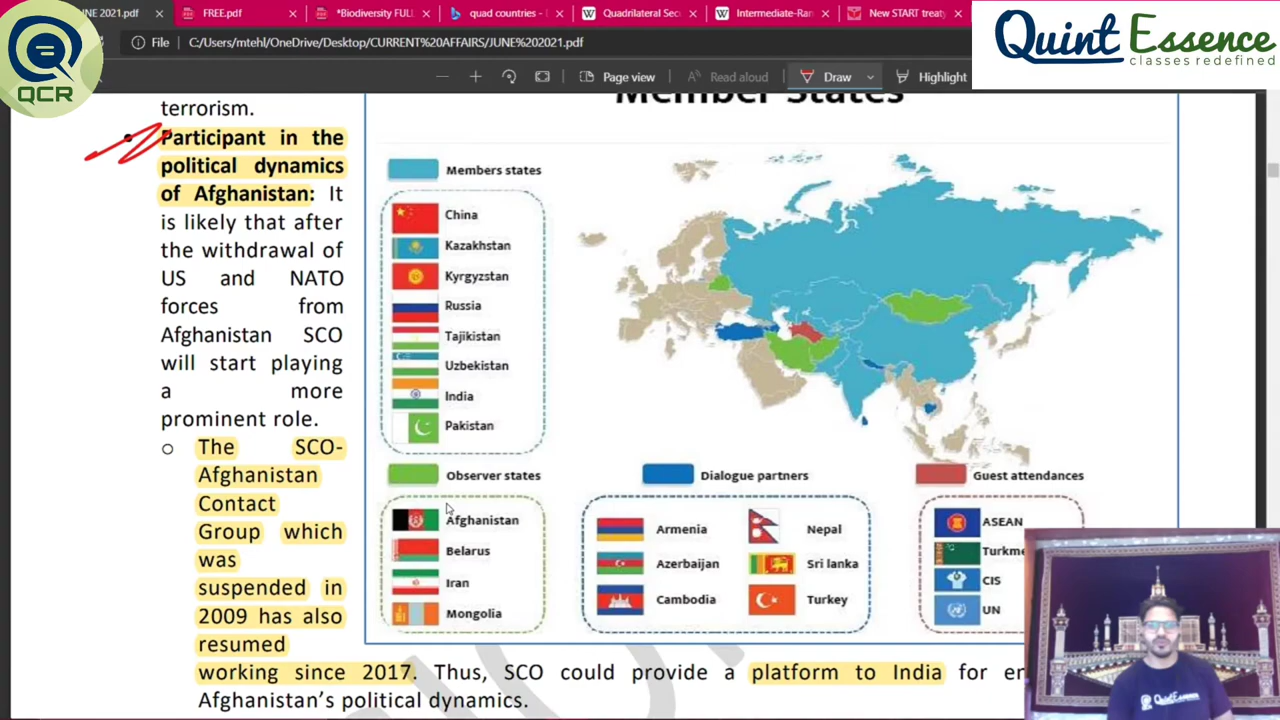 JUNE 2021.pdf
FREE.pdf
*Biodiversity FULL
quad countries -
Quadrilateral Sec
Intermediate-Ran
New START treaty
File
C:/Users/mtehl/OneDrive/Desktop/CURRENT%20AFFAIRS/JUNE%202021.pdf
Page view
Read aloud
Draw
Highlight
QCR
Quint Essence
classes redefined
Member States
terrorism.
• Participant in the
political dynamics
of Afghanistan: It
is likely that after
the withdrawal of
US and NATO
forces from
Afghanistan SCO
will start playing
a more
prominent role.
o The SCO-
Afghanistan
Contact
Group which
was
suspended in
2009 has also
resumed
working since 2017. Thus, SCO could provide a platform to India for
Afghanistan's political dynamics.
Members states
China
Kazakhstan
Kyrgyzstan
Russia
Tajikistan
Uzbekistan
India
Pakistan
Observer states
Afghanistan
Belarus
Iran
Mongolia
Dialogue partners
Armenia
Azerbaijan
Cambodia
Nepal
Sri lanka
Turkey
Guest attendances
ASEAN
Turkme
CIS
UN
QuintEssence